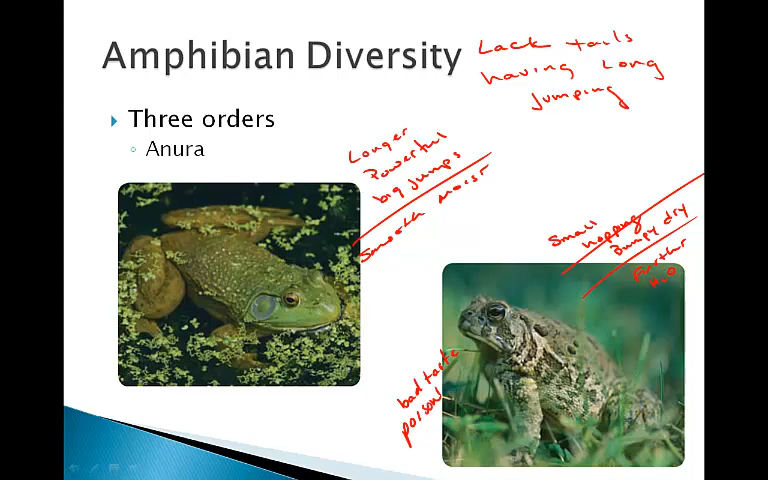 Amphibian Diversity
Lack tails
having Long
Jumping
Three orders
Anura
Longer
Powerful
big jumps
Smooth moist
Small
hopping
Bumpy dry
further
H2O
bad taste
poison